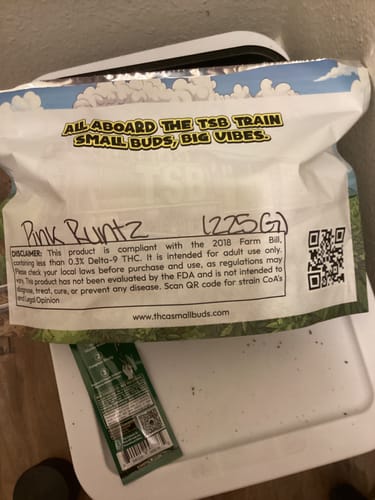 ALL ABOARD THE TSB TRAIN
SMALL BUDS, BIG VIBES.
Pink Runtz (225G)
DISCLAIMER: This product is compliant with the 2018 Farm Bill,
containing less than 0.3% Delta-9 THC. It is intended for adult use only.
Please check your local laws before purchase and use, as regulations may
vary. This product has not been evaluated by the FDA and is not intended to
diagnose, treat, cure, or prevent any disease. Scan QR code for strain CoA's
and Legal Opinion
www.thcasmallbuds.com